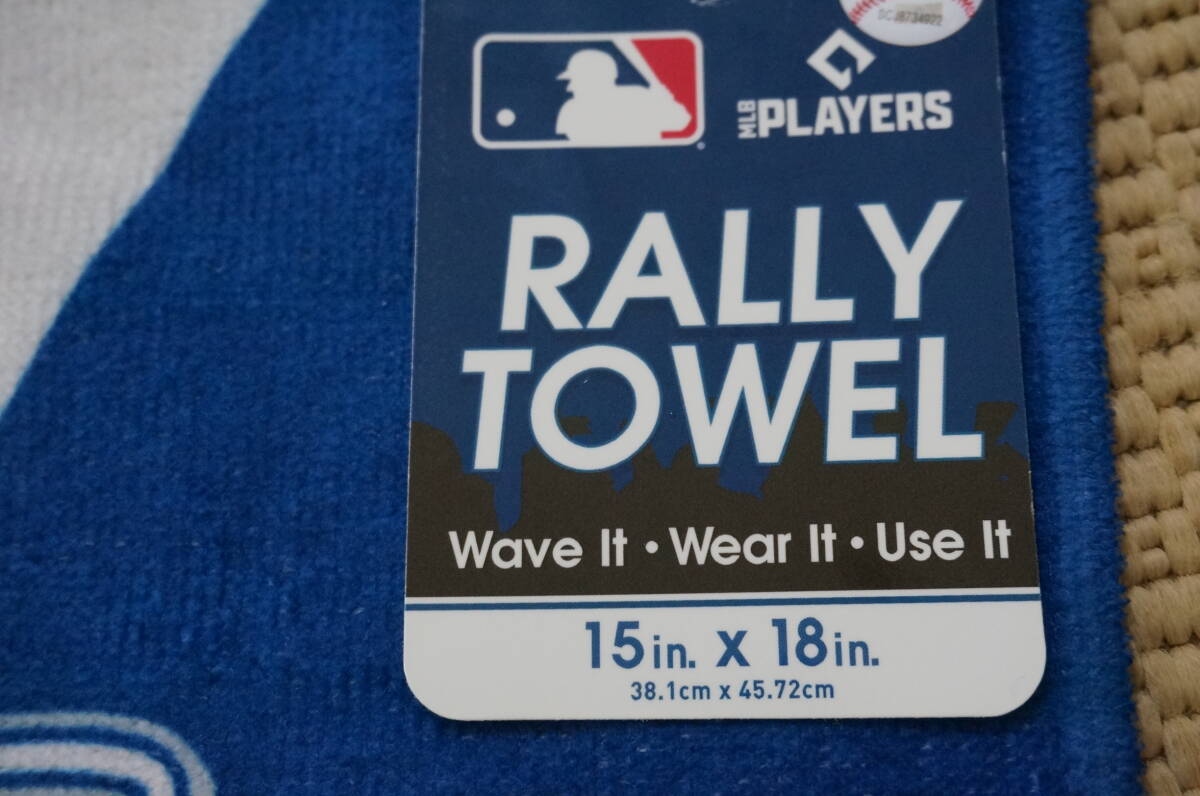 MLB PLAYERS
RALLY
TOWEL
Wave It • Wear It • Use It
15in. x 18in.
38.1cm x 45.72cm